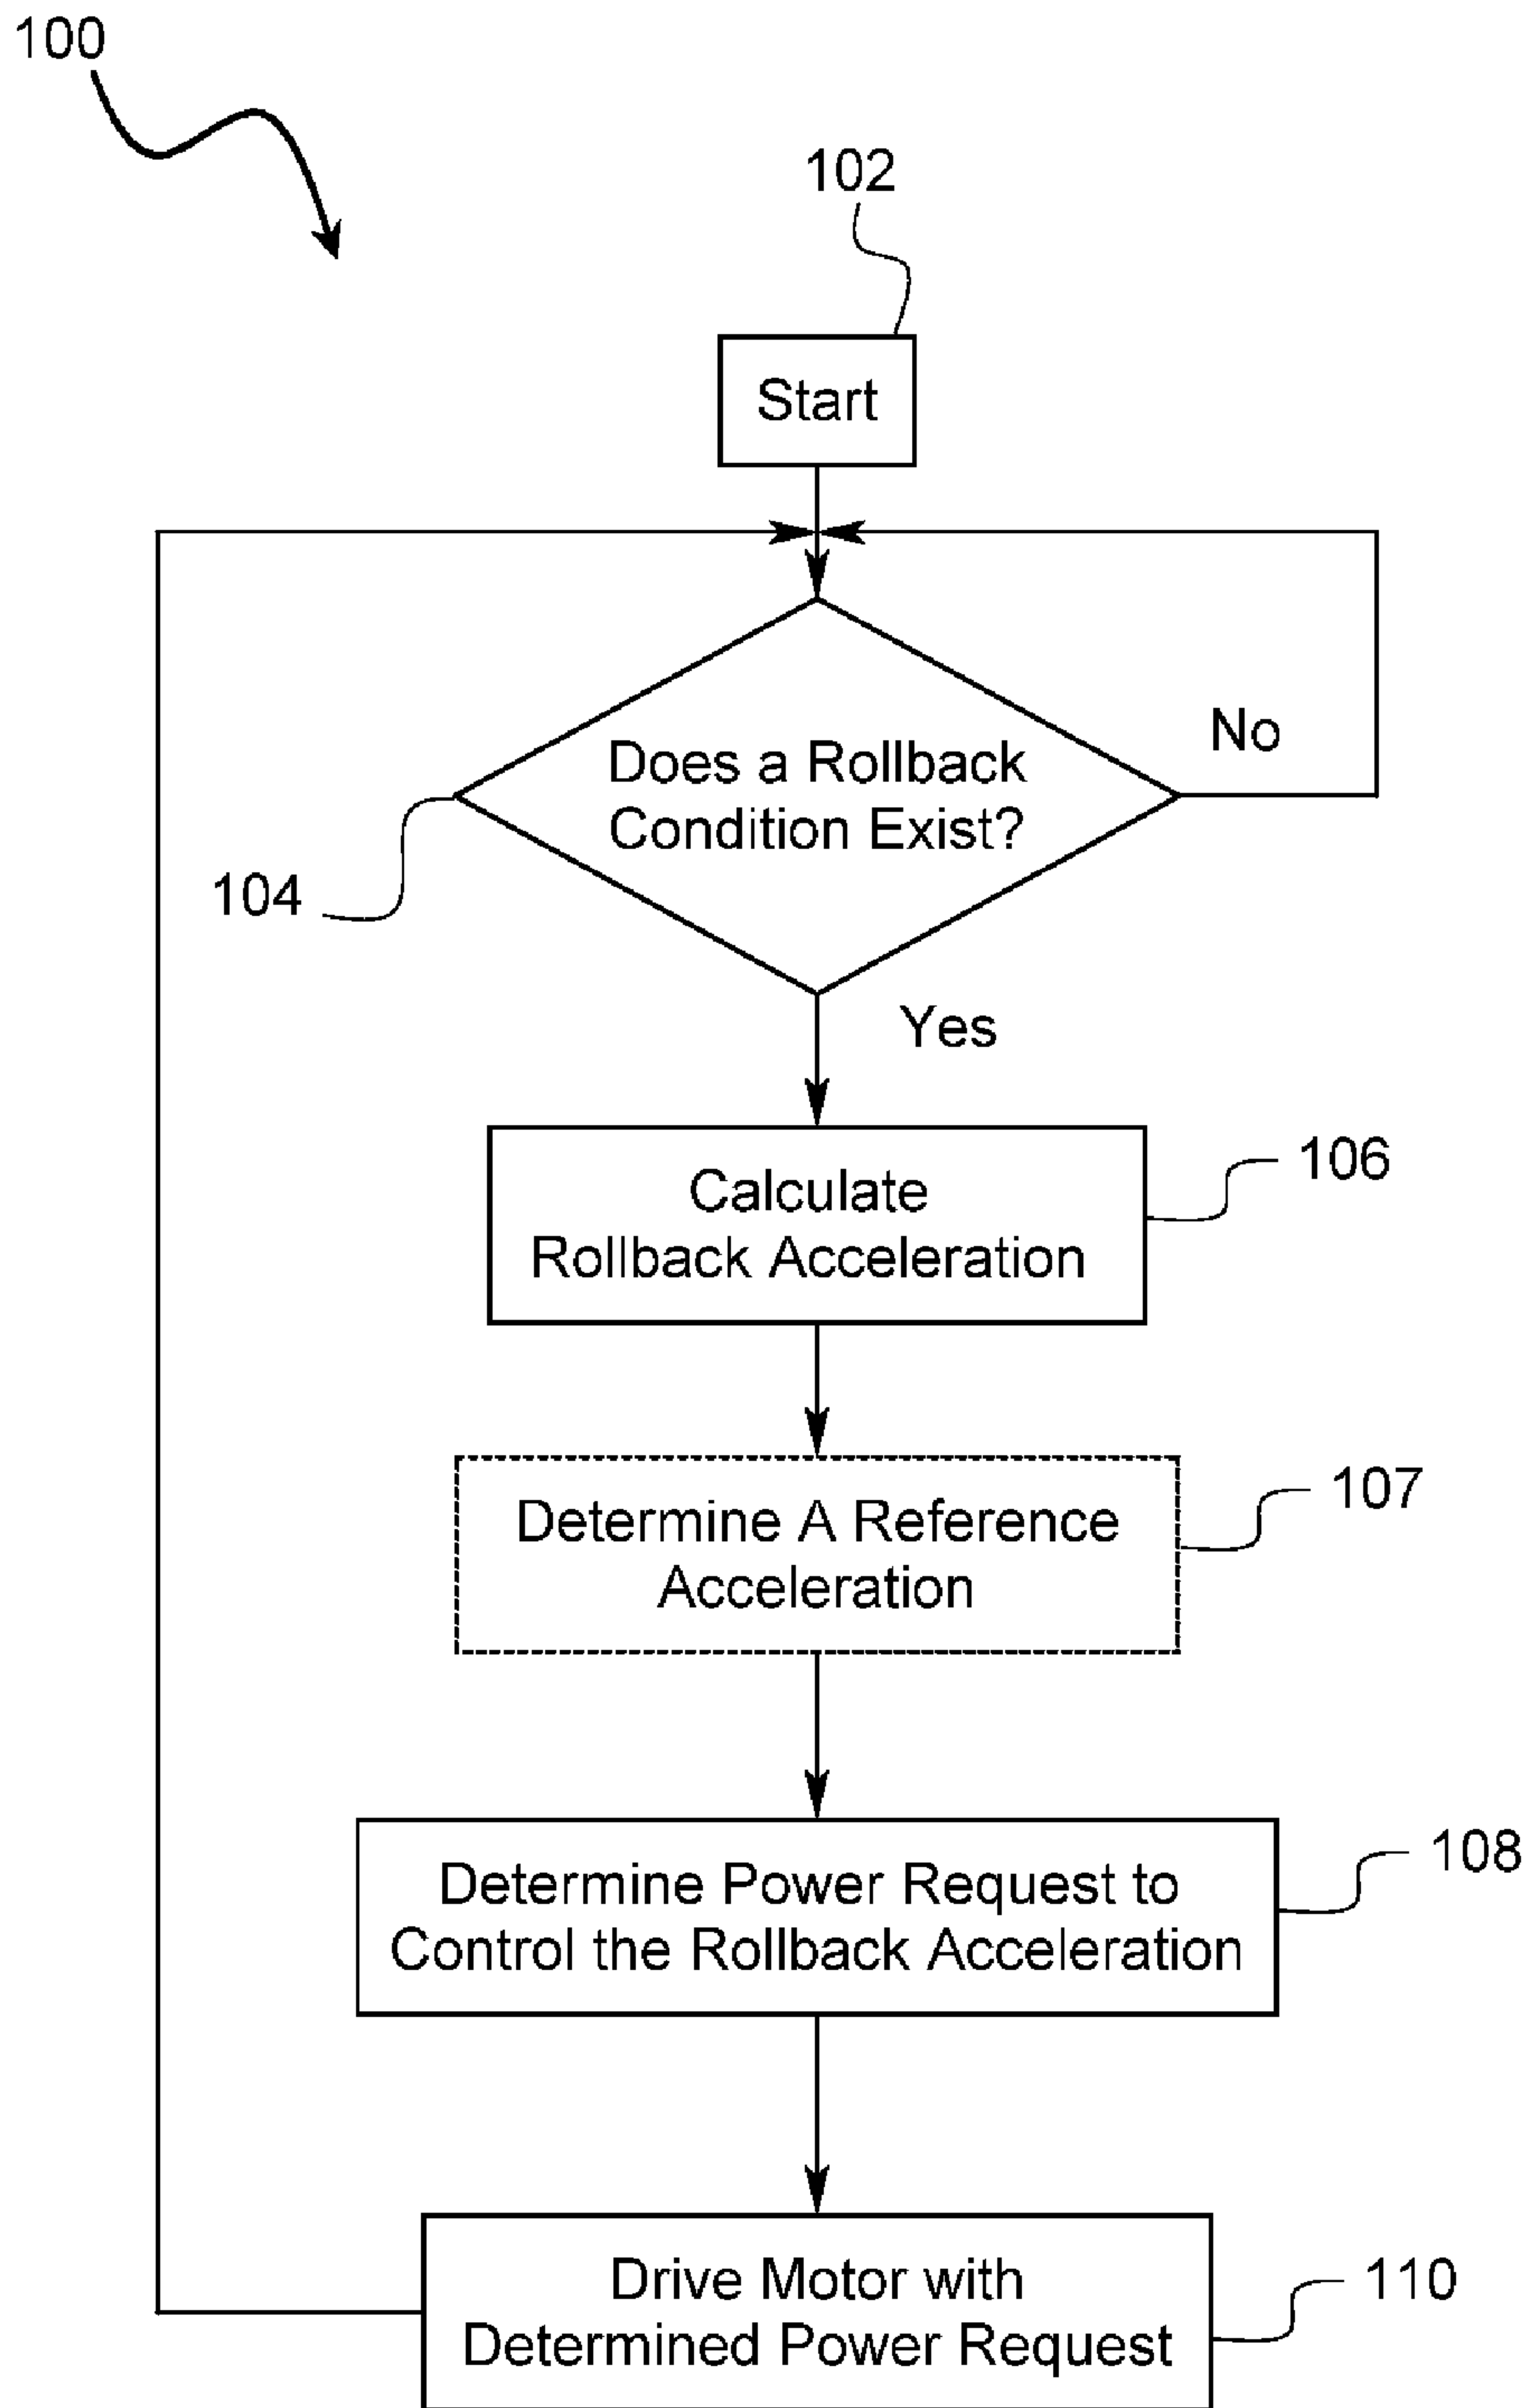 100
102
Start
Does a Rollback
Condition Exist?
No
104
Yes
Calculate
Rollback Acceleration
106
Determine A Reference
Acceleration
107
Determine Power Request to
Control the Rollback Acceleration
108
Drive Motor with
Determined Power Request
110